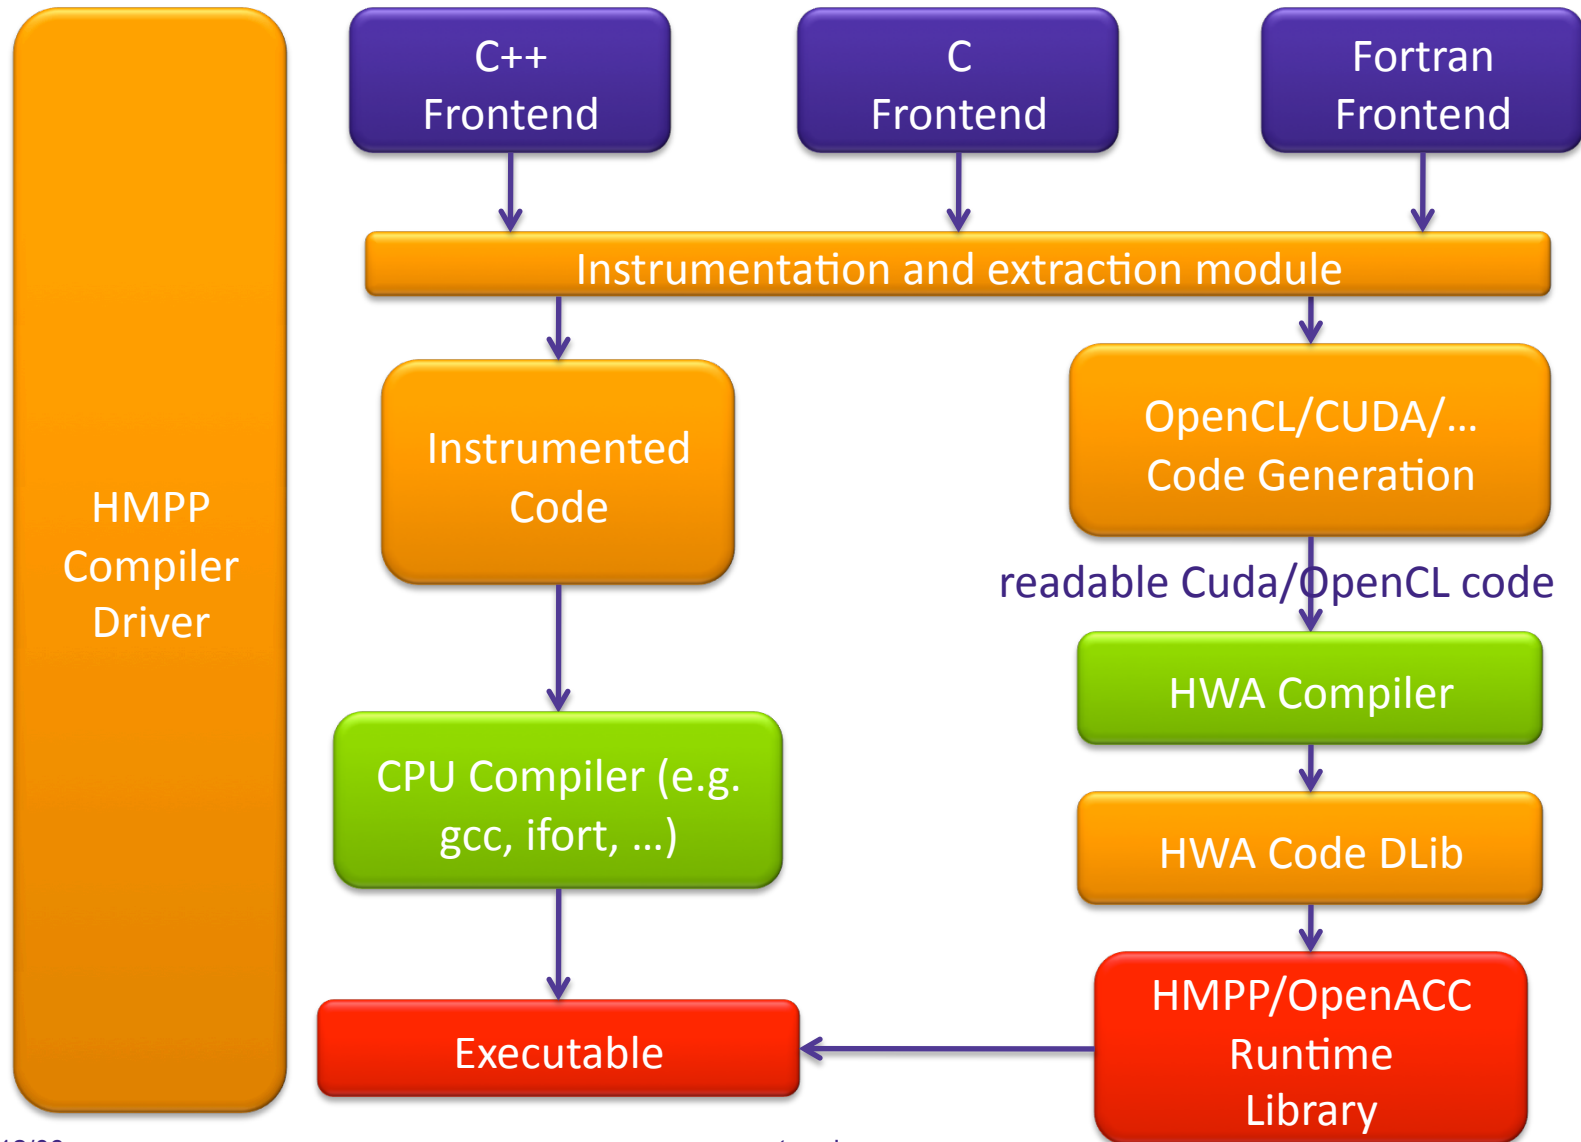 C++
Frontend
C
Frontend
Fortran
Frontend
Instrumentation and extraction module
HMPP
Compiler
Driver
Instrumented
Code
OpenCL/CUDA/...
Code Generation
readable Cuda/OpenCL code
CPU Compiler (e.g.
gcc, ifort, ...)
HWA Compiler
HWA Code DLib
Executable
HMPP/OpenACC
Runtime
Library